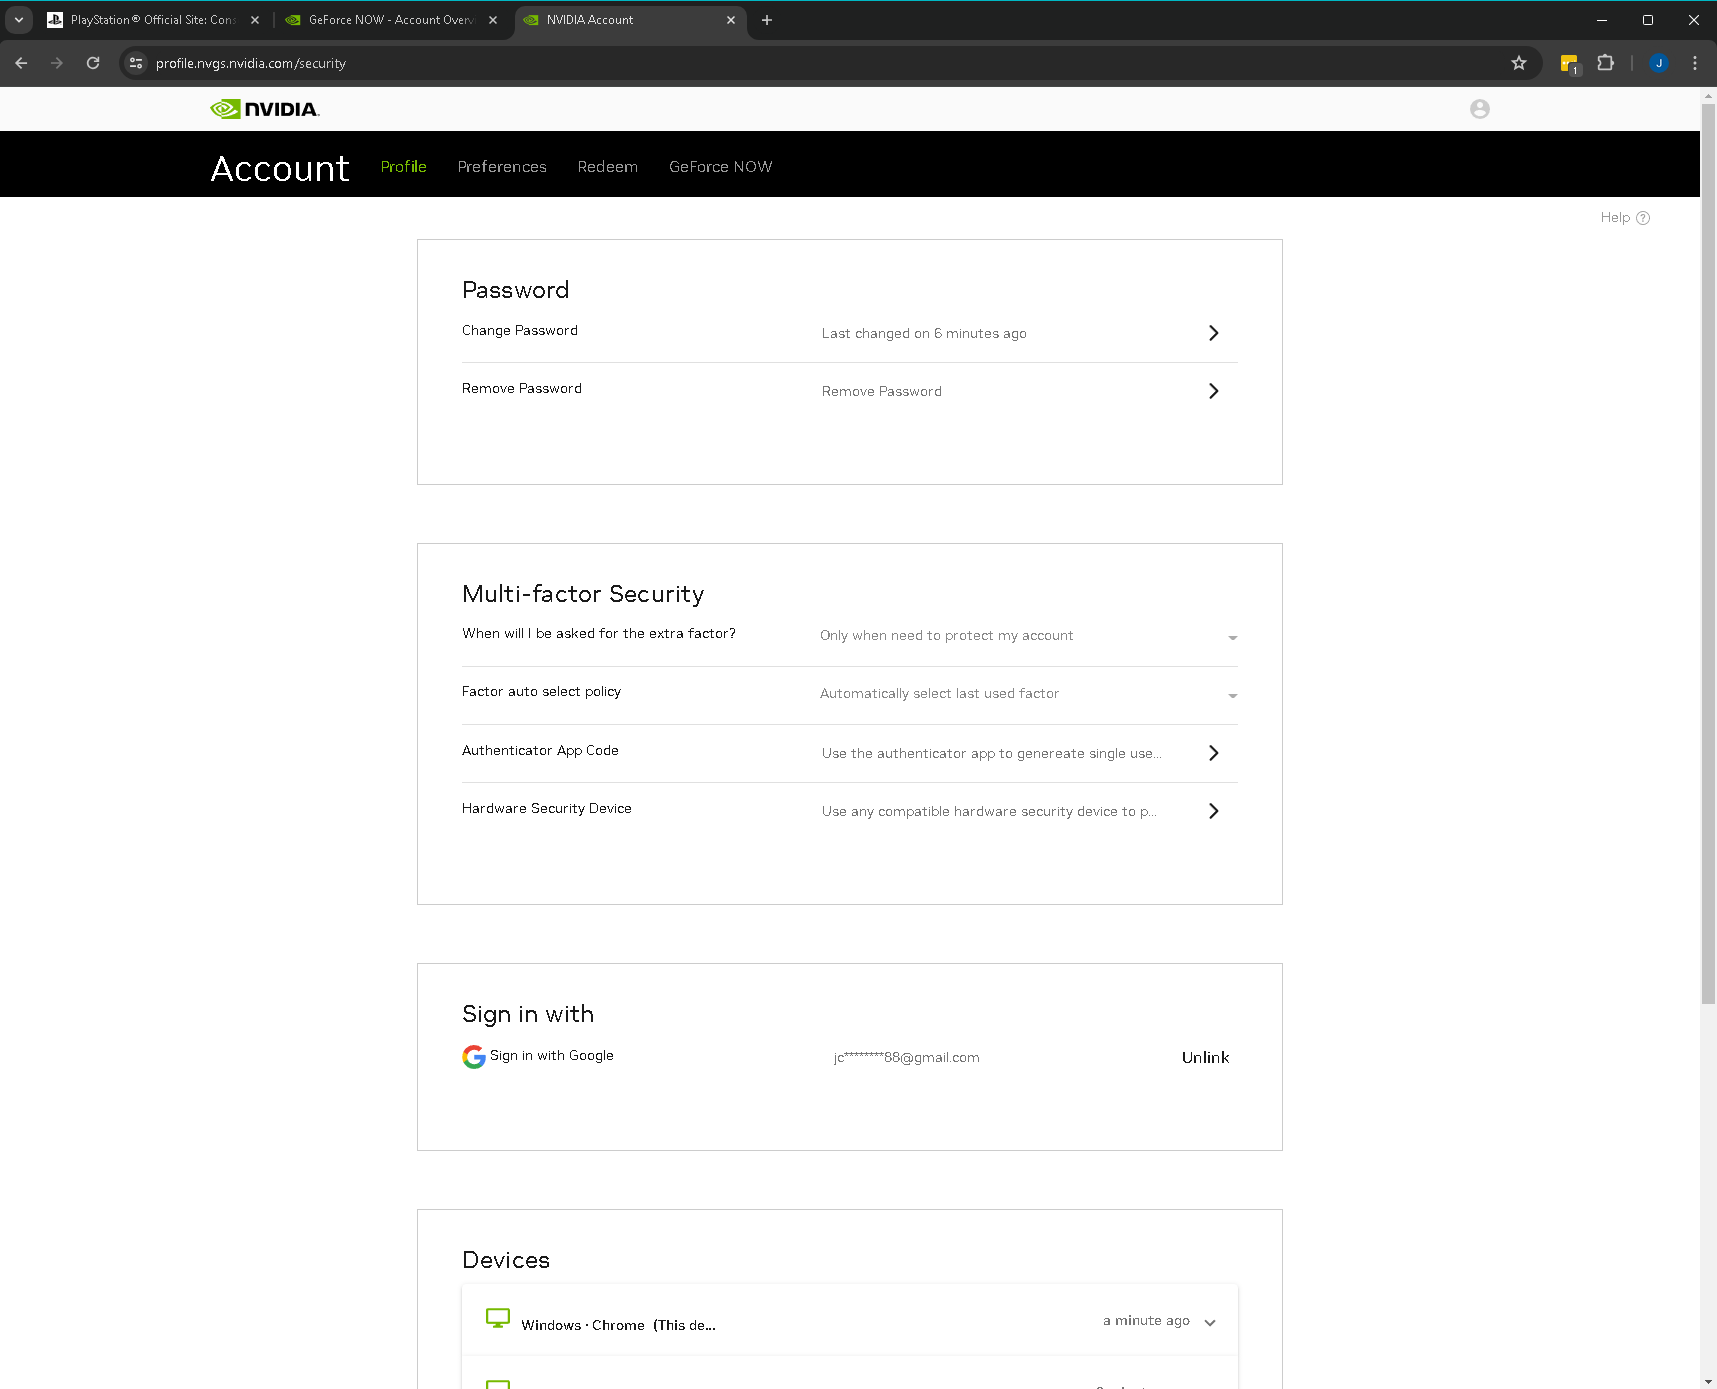 PlayStation® Official Site: Cons
GeForce NOW - Account Overvi
NVIDIA Account
profile.nvgs.nvidia.com/security
1
J
NVIDIA.
Account
Profile
Preferences
Redeem
GeForce NOW
Help ?
Password
Change Password
Last changed on 6 minutes ago
Remove Password
Remove Password
Multi-factor Security
When will I be asked for the extra factor?
Only when need to protect my account
Factor auto select policy
Automatically select last used factor
Authenticator App Code
Use the authenticator app to genereate single use...
Hardware Security Device
Use any compatible hardware security device to p...
Sign in with
Sign in with Google
jc********88@gmail.com
Unlink
Devices
Windows · Chrome (This de...
a minute ago